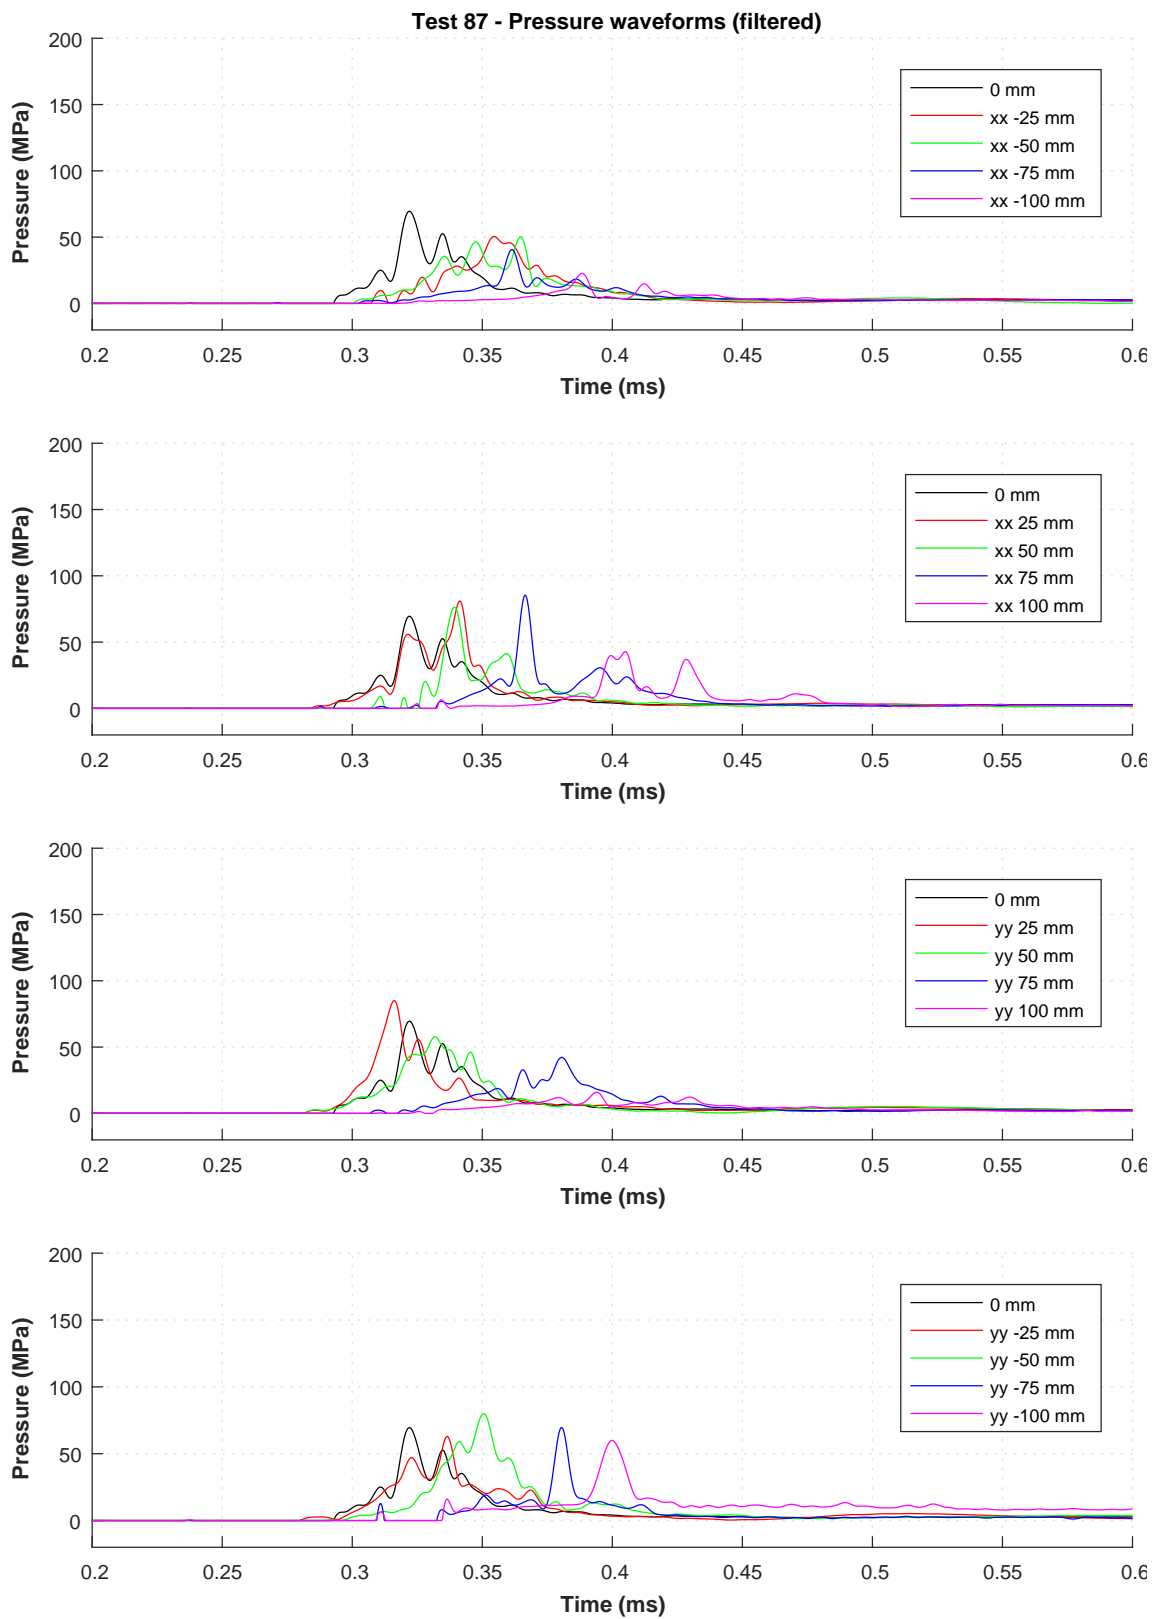 Test 87 - Pressure waveforms (filtered)
200
150
100
50
0
Pressure (MPa)
0 mm
xx -25 mm
xx -50 mm
xx -75 mm
xx -100 mm
0.2 0.25 0.3 0.35 0.4 0.45 0.5 0.55 0.6
Time (ms)
200
150
100
50
0
Pressure (MPa)
0 mm
xx 25 mm
xx 50 mm
xx 75 mm
xx 100 mm
0.2 0.25 0.3 0.35 0.4 0.45 0.5 0.55 0.6
Time (ms)
200
150
100
50
0
Pressure (MPa)
0 mm
yy 25 mm
yy 50 mm
yy 75 mm
yy 100 mm
0.2 0.25 0.3 0.35 0.4 0.45 0.5 0.55 0.6
Time (ms)
200
150
100
50
0
Pressure (MPa)
0 mm
yy -25 mm
yy -50 mm
yy -75 mm
yy -100 mm
0.2 0.25 0.3 0.35 0.4 0.45 0.5 0.55 0.6
Time (ms)